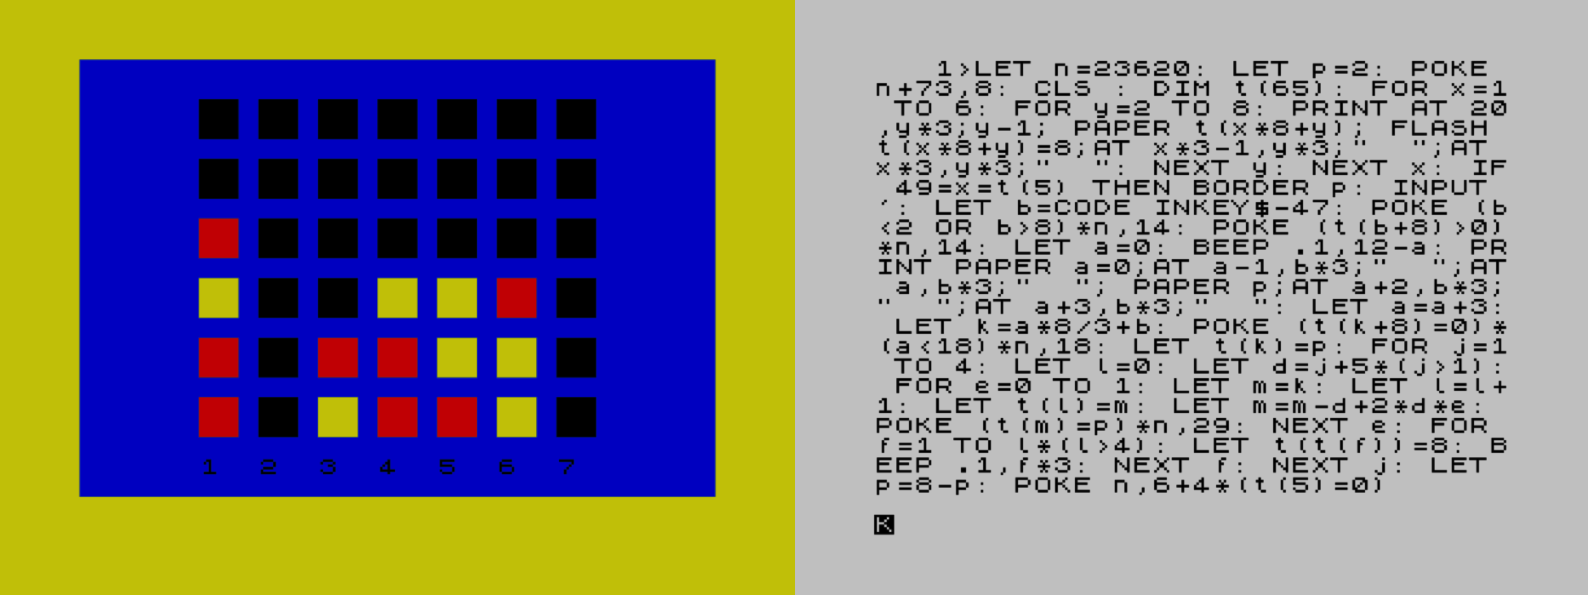 1 2 3 4 5 6 7
1>LET n=23620: LET p=2: POKE
n+73,8: CLS : DIM t(65): FOR x=1
TO 6: FOR y=2 TO 8: PRINT AT 20
,y*3;y-1; PAPER t(x*8+y); FLASH
t(x*8+y)=8;AT x*3-1,y*3;"  ";AT
x*3,y*3;"  ": NEXT y: NEXT x: IF
49=x=t(5) THEN BORDER p: INPUT
': LET b=CODE INKEY$-47: POKE (b
<2 OR b>8)*n,14: POKE (t(b+8)>0)
*n,14: LET a=0: BEEP .1,12-a: PR
INT PAPER a=0;AT a-1,b*3;"  ";AT
a,b*3;"  "; PAPER p;AT a+2,b*3;
"  ";AT a+3,b*3;"  ": LET a=a+3:
LET k=a*8/3+b: POKE (t(k+8)=0)*
(a<18)*n,18: LET t(k)=p: FOR j=1
TO 4: LET l=0: LET d=j+5*(j>1):
FOR e=0 TO 1: LET m=k: LET l=l+
1: LET t(l)=m: LET m=m-d+2*d*e:
POKE (t(m)=p)*n,29: NEXT e: FOR
f=1 TO l*(l>4): LET t(t(f))=8: B
EEP .1,f*3: NEXT f: NEXT j: LET
p=8-p: POKE n,6+4*(t(5)=0)
K